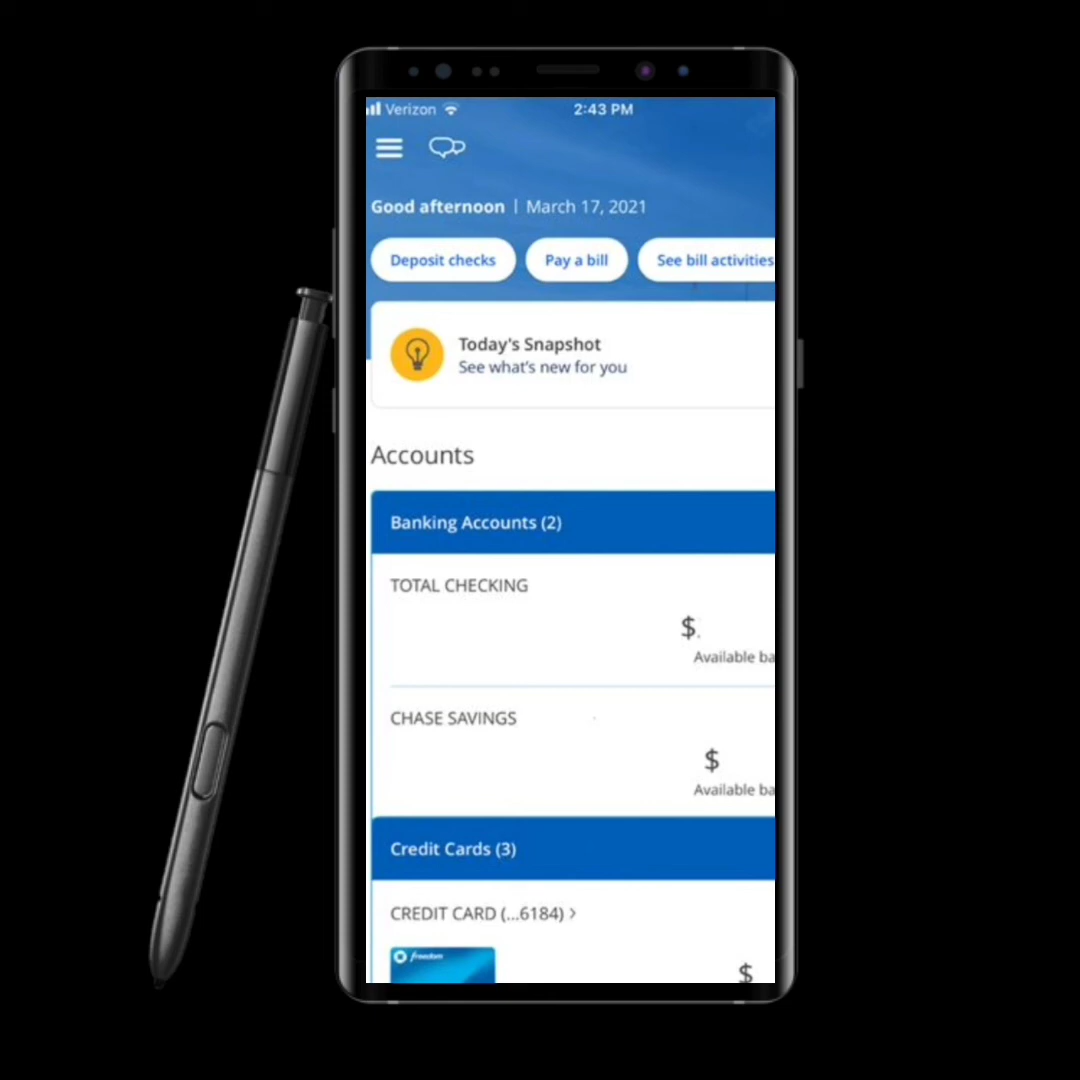 Verizon 2:43 PM
Good afternoon | March 17, 2021
Deposit checks Pay a bill See bill activities
Today's Snapshot
See what's new for you
Accounts
Banking Accounts (2)
TOTAL CHECKING
$.
Available ba
CHASE SAVINGS
$
Available ba
Credit Cards (3)
CREDIT CARD (...6184) >
freedom
$